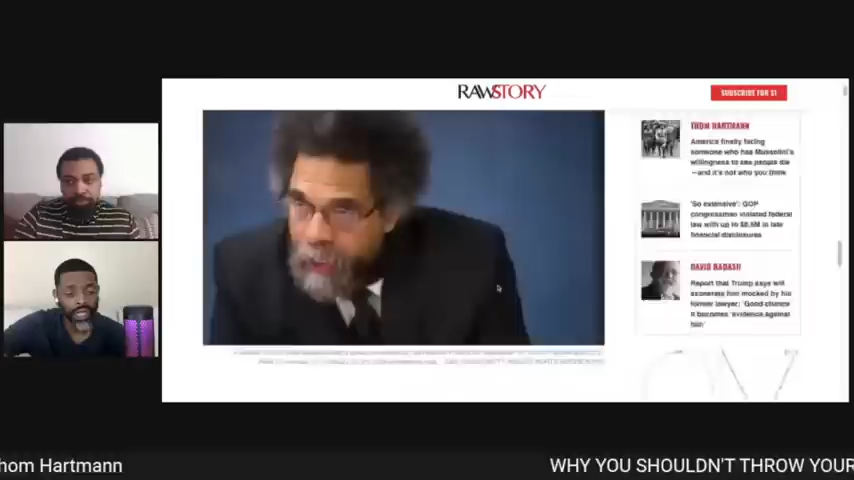 RAWSTORY
SUBSCRIBE FOR $1
THOM HARTMANN
America finally facing
someone who has Mussolini's
willingness to see people die
—and it's not who you think
'So extensive': GOP
congressman violated federal
law with up to $8.5M in late
financial disclosures
DAVID BADASH
Report that Trump says will
exonerate him mocked by his
former lawyer: 'Good chance
it becomes 'evidence against
him'
hom Hartmann
WHY YOU SHOULDN'T THROW YOUR